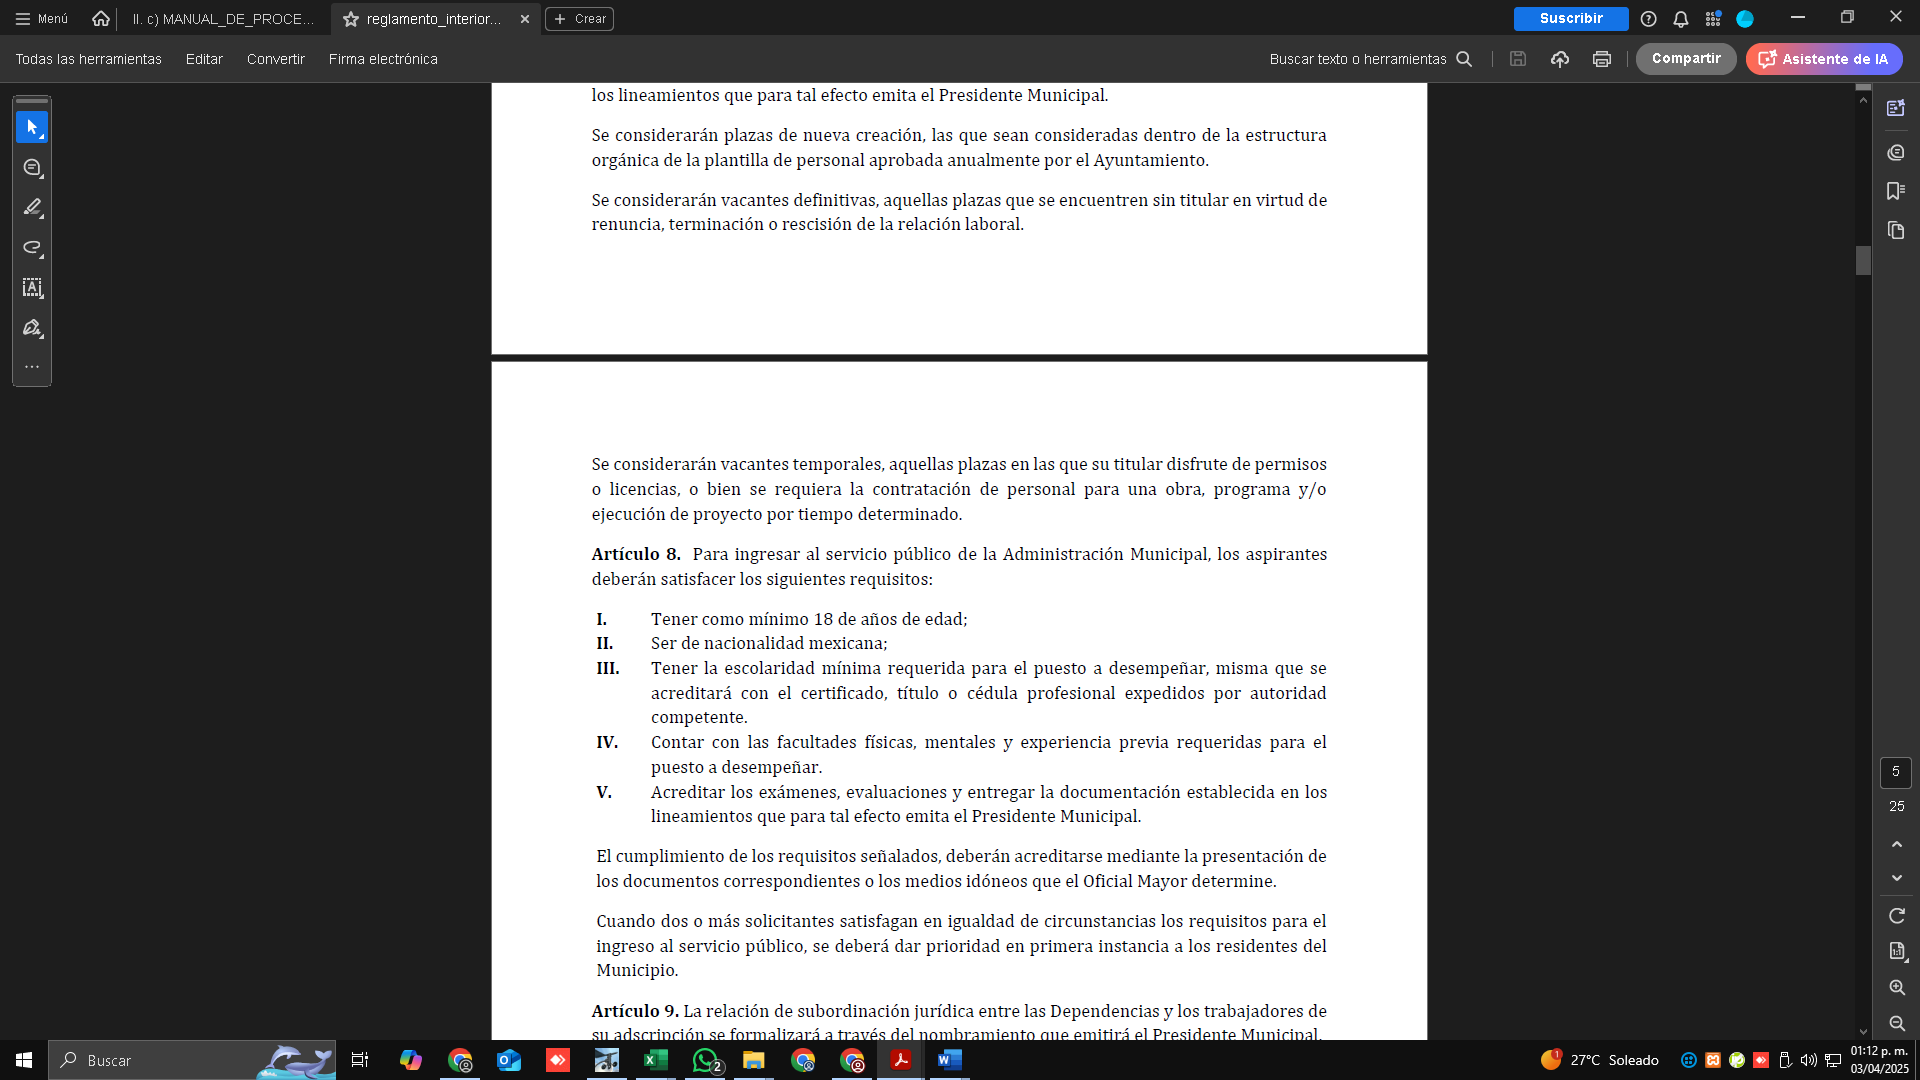 Menú
II. c) MANUAL_DE_PROCE...
reglamento_interior...
Crear
Suscribir
Todas las herramientas
Editar
Convertir
Firma electrónica
Buscar texto o herramientas
Compartir
Asistente de IA
los lineamientos que para tal efecto emita el Presidente Municipal.
Se considerarán plazas de nueva creación, las que sean consideradas dentro de la estructura
orgánica de la plantilla de personal aprobada anualmente por el Ayuntamiento.
Se considerarán vacantes definitivas, aquellas plazas que se encuentren sin titular en virtud de
renuncia, terminación o rescisión de la relación laboral.
Se considerarán vacantes temporales, aquellas plazas en las que su titular disfrute de permisos
o licencias, o bien se requiera la contratación de personal para una obra, programa y/o
ejecución de proyecto por tiempo determinado.
Artículo 8. Para ingresar al servicio público de la Administración Municipal, los aspirantes
deberán satisfacer los siguientes requisitos:
I. Tener como mínimo 18 de años de edad;
II. Ser de nacionalidad mexicana;
III. Tener la escolaridad mínima requerida para el puesto a desempeñar, misma que se
acreditará con el certificado, título o cédula profesional expedidos por autoridad
competente.
IV. Contar con las facultades físicas, mentales y experiencia previa requeridas para el
puesto a desempeñar.
V. Acreditar los exámenes, evaluaciones y entregar la documentación establecida en los
lineamientos que para tal efecto emita el Presidente Municipal.
El cumplimiento de los requisitos señalados, deberán acreditarse mediante la presentación de
los documentos correspondientes o los medios idóneos que el Oficial Mayor determine.
Cuando dos o más solicitantes satisfagan en igualdad de circunstancias los requisitos para el
ingreso al servicio público, se deberá dar prioridad en primera instancia a los residentes del
Municipio.
Artículo 9. La relación de subordinación jurídica entre las Dependencias y los trabajadores de
su adscripción se formalizará a través del nombramiento que emitirá el Presidente Municipal.
5
25
Buscar
2
1
27°C Soleado
01:12 p. m.
03/04/2025